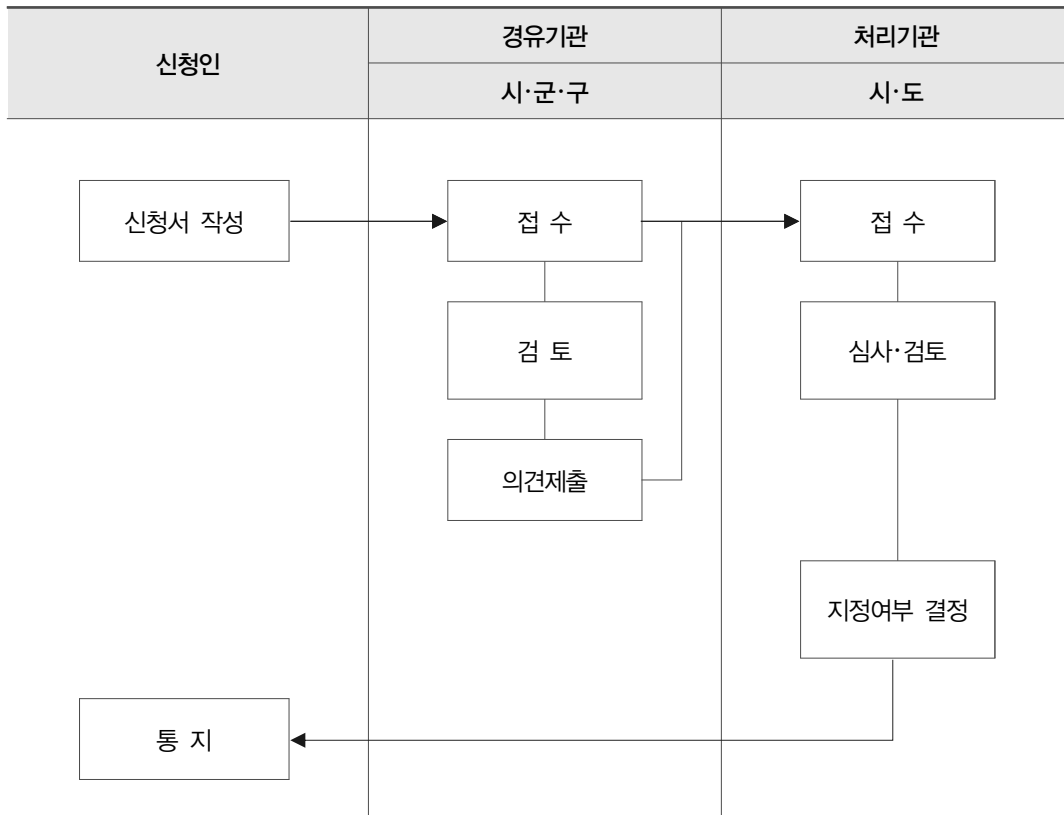 신청인
경유기관
처리기관
시·군·구
시·도
신청서 작성
접 수
접 수
검 토
심사·검토
의견제출
지정여부 결정
통 지